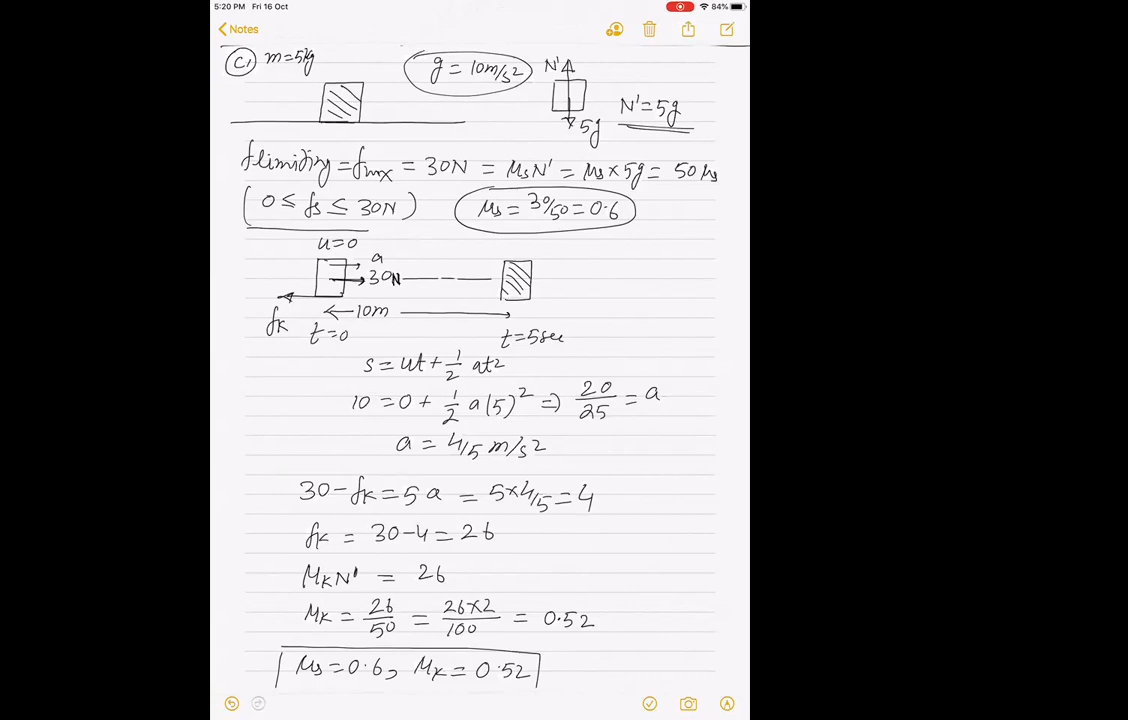 5:20 PM Fri 16 Oct 84%
Notes
C1 m=5kg g = 10m/s² N' N'=5g
5g
flimiting = fmx = 30N = μsN' = μs×5g = 50μs
(0 ≤ fs ≤ 30N) μs = 30/50 = 0.6
u=0
a
30N
fk 10m
t=0 t=5sec
s = ut + 1/2 at²
10 = 0 + 1/2 a(5)² ⇒ 20/25 = a
a = 4/5 m/s²
30 - fk = 5a = 5×4/5 = 4
fk = 30-4 = 26
μkN' = 26
μk = 26/50 = 26×2/100 = 0.52
μs = 0.6, μk = 0.52